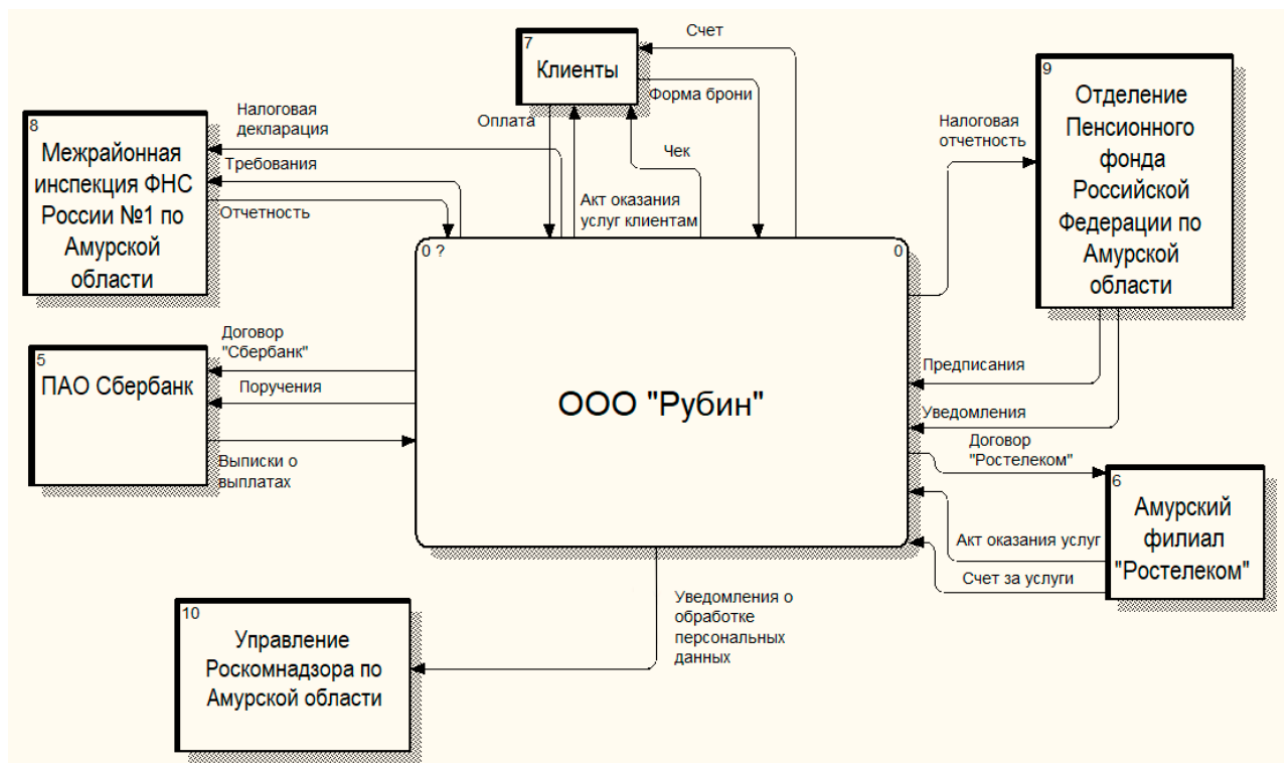 7
Клиенты
Счет
Форма брони
Оплата
Чек
Акт оказания
услуг клиентам
9
Отделение
Пенсионного
фонда
Российской
Федерации по
Амурской
области
Налоговая
отчетность
8
Межрайонная
инспекция ФНС
России №1 по
Амурской
области
Налоговая
декларация
Требования
Отчетность
0 ?
0
ООО "Рубин"
5
ПАО Сбербанк
Договор
"Сбербанк"
Поручения
Выписки о
выплатах
Предписания
Уведомления
Договор
"Ростелеком"
6
Амурский
филиал
"Ростелеком"
Акт оказания услуг
Счет за услуги
10
Управление
Роскомнадзора по
Амурской области
Уведомления о
обработке
персональных
данных